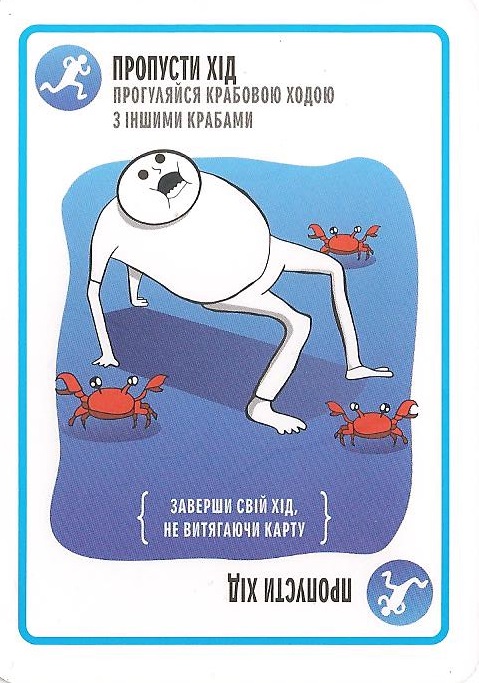 ПРОПУСТИ ХІД
ПРОГУЛЯЙСЯ КРАБОВОЮ ХОДОЮ
З ІНШИМИ КРАБАМИ
ЗАВЕРШИ СВІЙ ХІД,
НЕ ВИТЯГАЮЧИ КАРТУ
ПРОПУСТИ ХІД